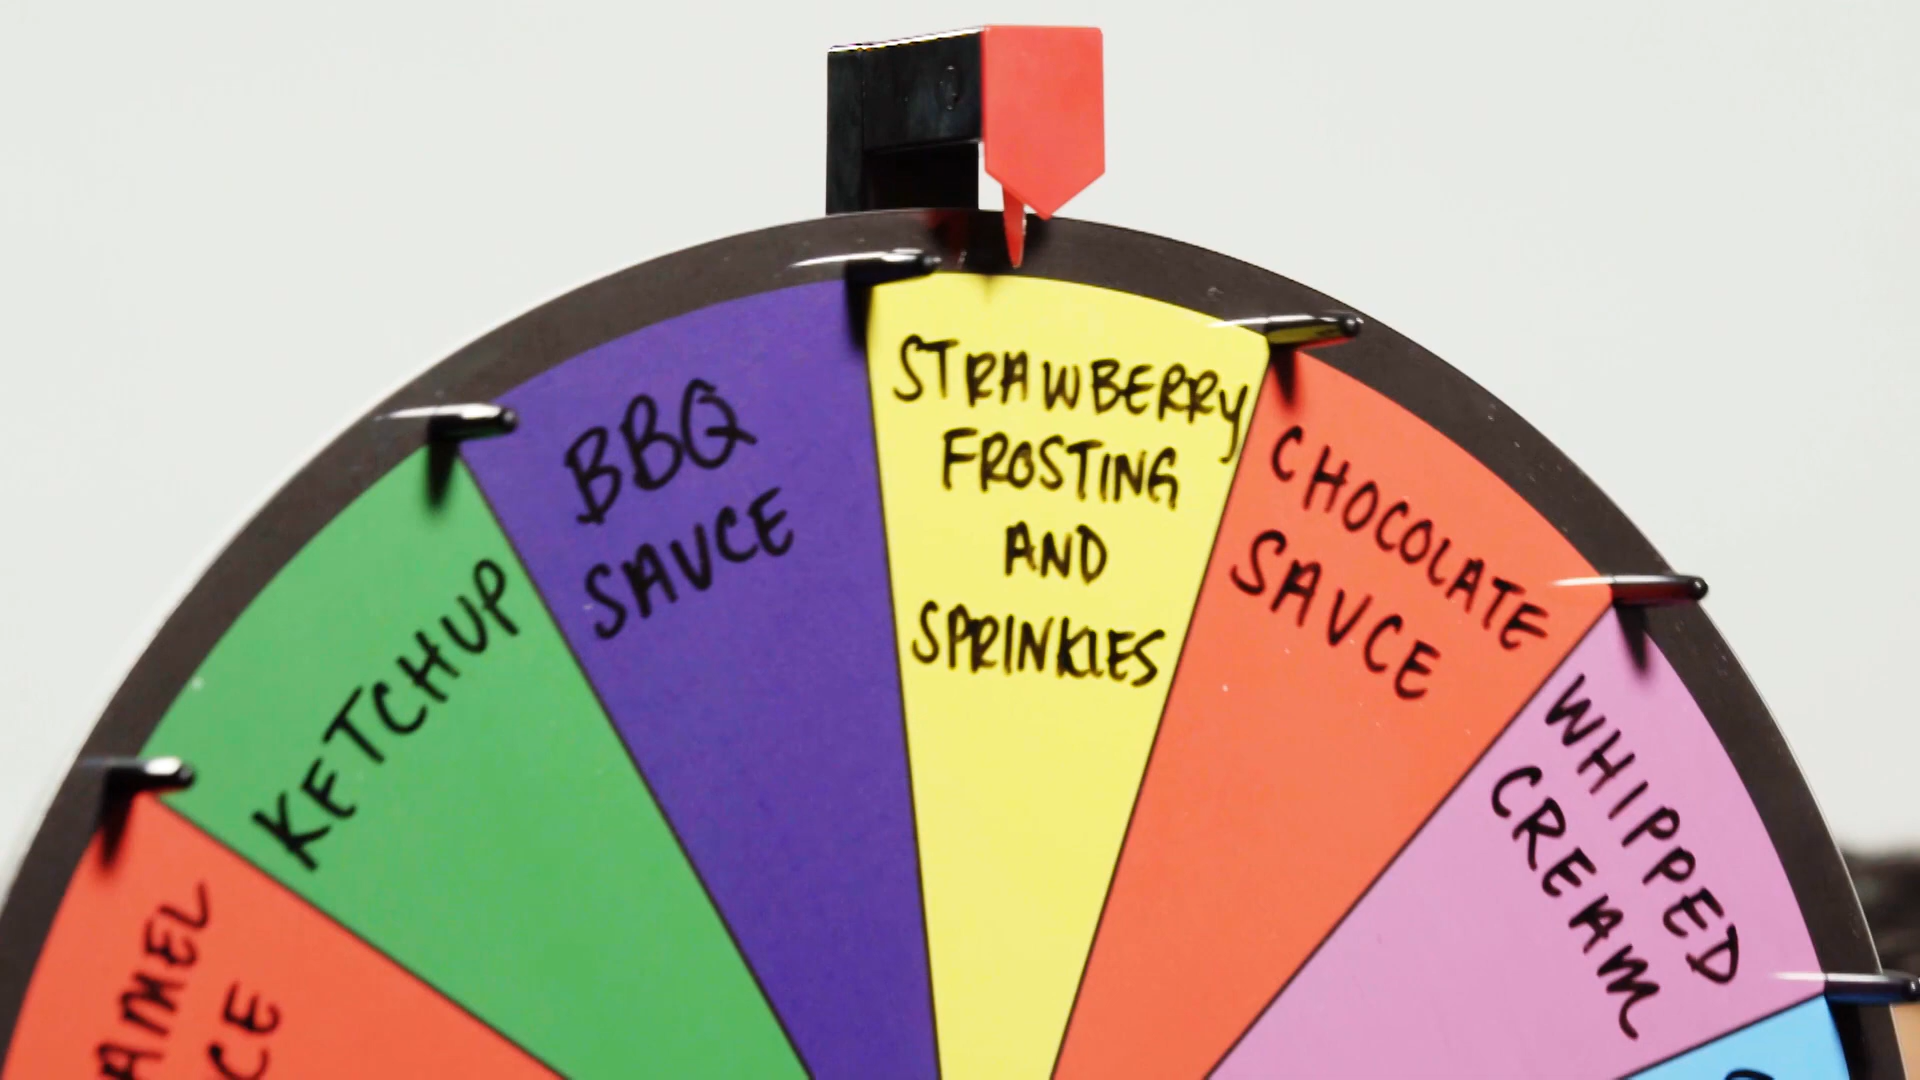 KETCHUP
BBQ
SAUCE
STRAWBERRY
FROSTING
AND
SPRINKLES
CHOCOLATE
SAUCE
WHIPPED
CREAM